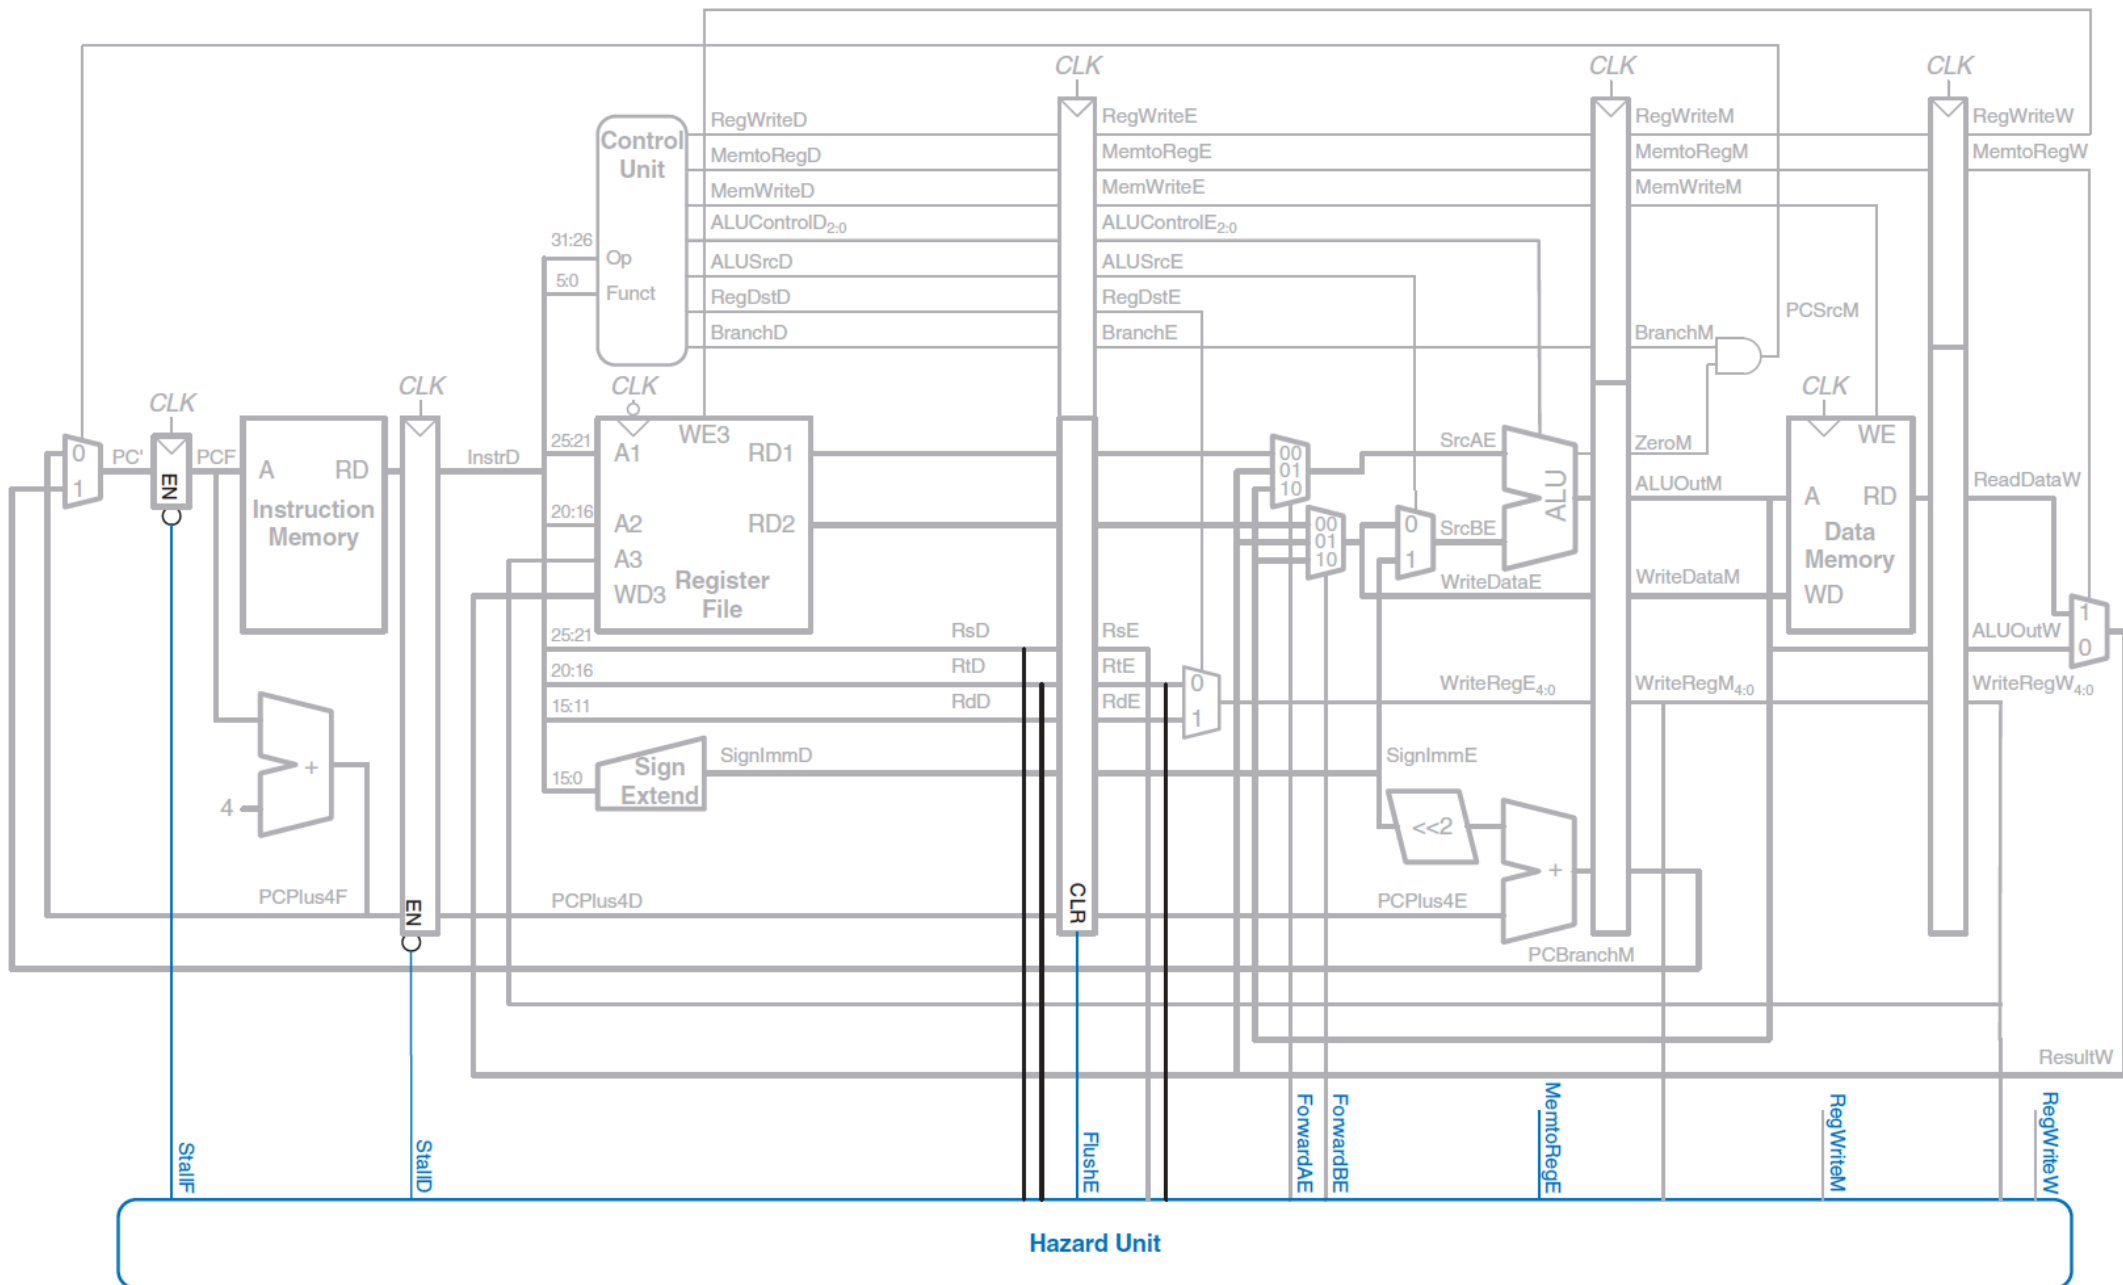 CLK
CLK
CLK
Control
Unit
RegWriteD
MemtoRegD
MemWriteD
ALUControlD2:0
ALUSrcD
RegDstD
BranchD
31:26
Op
5:0
Funct
RegWriteE
MemtoRegE
MemWriteE
ALUControlE2:0
ALUSrcE
RegDstE
BranchE
RegWriteM
MemtoRegM
MemWriteM
BranchM
PCSrcM
RegWriteW
MemtoRegW
CLK
CLK
CLK
CLK
0
1
PC'
EN
PCF
A
RD
Instruction
Memory
InstrD
25:21
A1
WE3
RD1
20:16
A2
RD2
A3
WD3
Register
File
00
01
10
00
01
10
SrcAE
0
1
SrcBE
ALU
WriteDataE
ZeroM
ALUOutM
WriteDataM
WE
A
RD
Data
Memory
WD
ReadDataW
1
0
ALUOutW
25:21
RsD
RsE
20:16
RtD
RtE
15:11
RdD
RdE
0
1
WriteRegE4:0
WriteRegM4:0
WriteRegW4:0
15:0
Sign
Extend
SignImmD
SignImmE
+
4
<<2
+
PCPlus4F
EN
PCPlus4D
CLR
PCPlus4E
PCBranchM
ResultW
StallF
StallD
FlushE
ForwardAE
ForwardBE
MemtoRegE
RegWriteM
RegWriteW
Hazard Unit